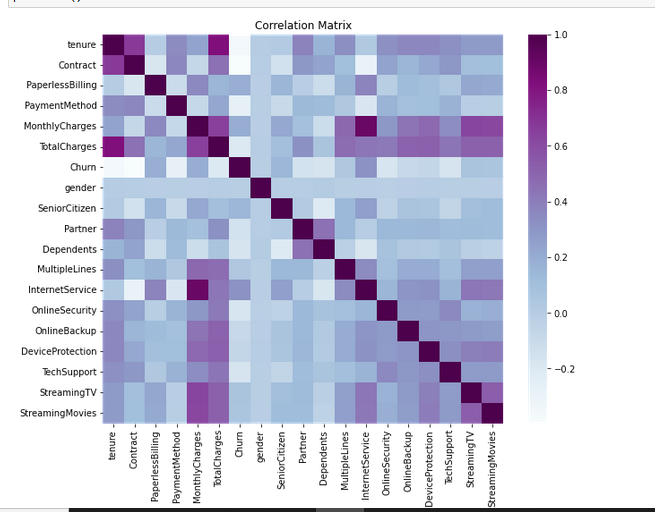 Correlation Matrix
tenure
Contract
PaperlessBilling
PaymentMethod
MonthlyCharges
TotalCharges
Churn
gender
SeniorCitizen
Partner
Dependents
MultipleLines
InternetService
OnlineSecurity
OnlineBackup
DeviceProtection
TechSupport
StreamingTV
StreamingMovies
1.0
0.8
0.6
0.4
0.2
0.0
−0.2
tenure
Contract
PaperlessBilling
PaymentMethod
MonthlyCharges
TotalCharges
Churn
gender
SeniorCitizen
Partner
Dependents
MultipleLines
InternetService
OnlineSecurity
OnlineBackup
DeviceProtection
TechSupport
StreamingTV
StreamingMovies